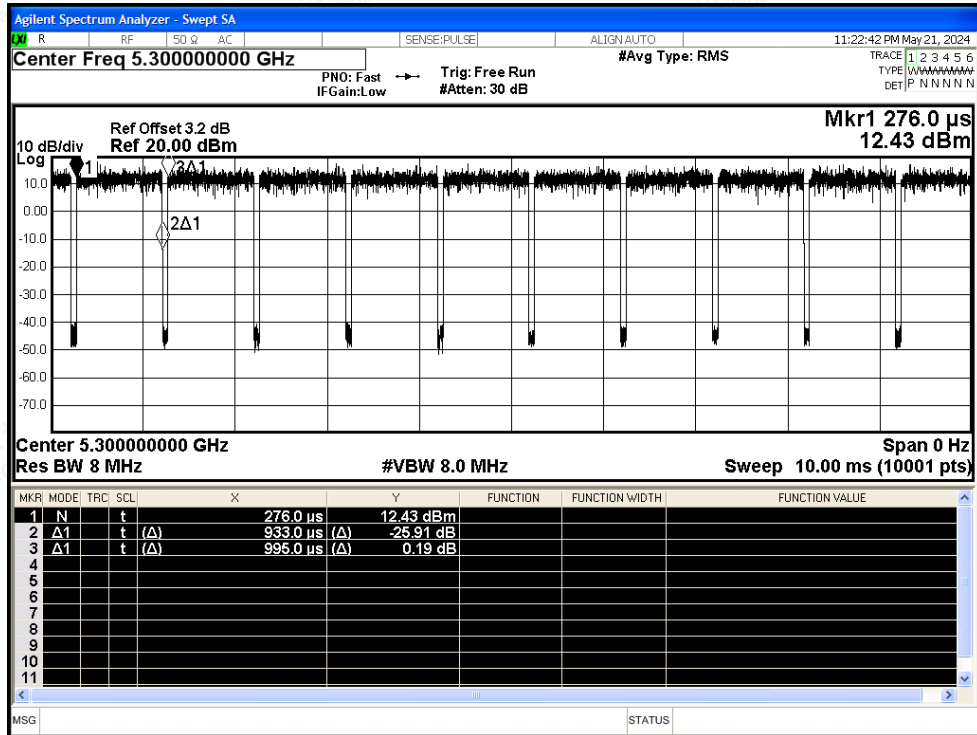 Agilent Spectrum Analyzer - Swept SA
LXI R RF 50 Ω AC SENSE:PULSE ALIGN AUTO 11:22:42 PM May 21, 2024
Center Freq 5.300000000 GHz #Avg Type: RMS TRACE 1 2 3 4 5 6
PNO: Fast Trig: Free Run TYPE WWWWWW
IFGain:Low #Atten: 30 dB DET P N N N N N
Mkr1 276.0 µs
Ref Offset 3.2 dB
10 dB/div Ref 20.00 dBm 12.43 dBm
Log
1 3Δ1
10.0
0.00
2Δ1
-10.0
-20.0
-30.0
-40.0
-50.0
-60.0
-70.0
Center 5.300000000 GHz Span 0 Hz
Res BW 8 MHz #VBW 8.0 MHz Sweep 10.00 ms (10001 pts)
MKR MODE TRC SCL X Y FUNCTION FUNCTION WIDTH FUNCTION VALUE
1 N t 276.0 µs 12.43 dBm
2 Δ1 t (Δ) 933.0 µs (Δ) -25.91 dB
3 Δ1 t (Δ) 995.0 µs (Δ) 0.19 dB
4
5
6
7
8
9
10
11
MSG STATUS